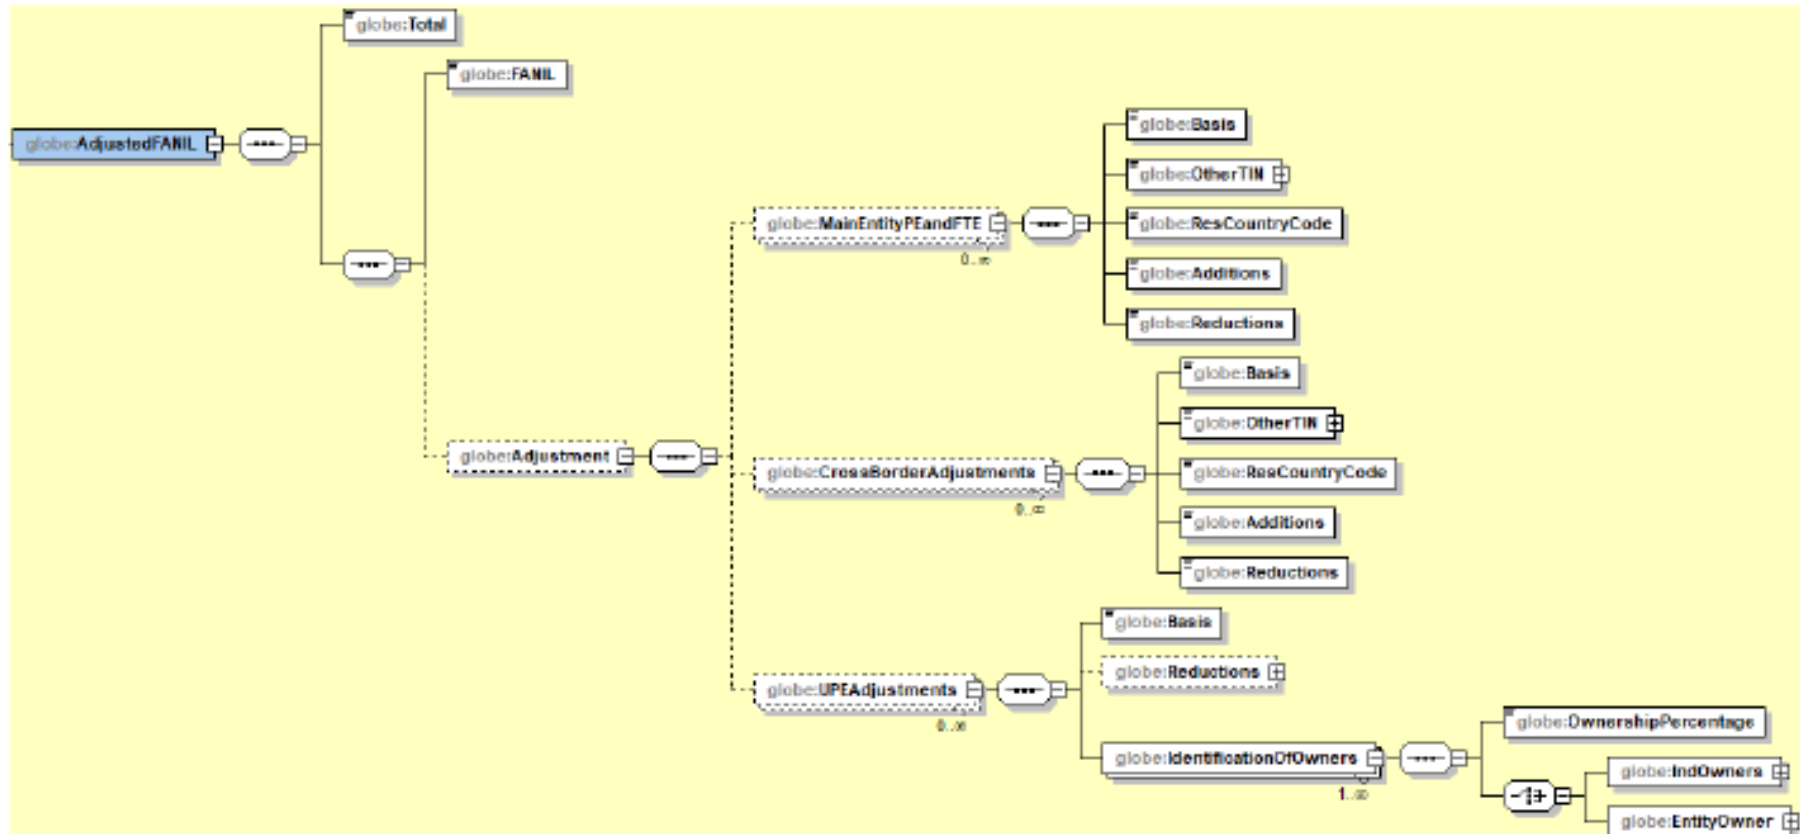 globe:Total
globe:FANIL
globe:AdjustedFANIL
globe:Basis
globe:OtherTIN
globe:MainEntityPEandFTE
0..∞
globe:ResCountryCode
globe:Additions
globe:Reductions
globe:Basis
globe:OtherTIN
globe:Adjustment
globe:CrossBorderAdjustments
0..∞
globe:ResCountryCode
globe:Additions
globe:Reductions
globe:Basis
globe:Reductions
globe:UPEAdjustments
0..∞
globe:OwnershipPercentage
globe:IdentificationOfOwners
1..∞
globe:IndOwners
globe:EntityOwner